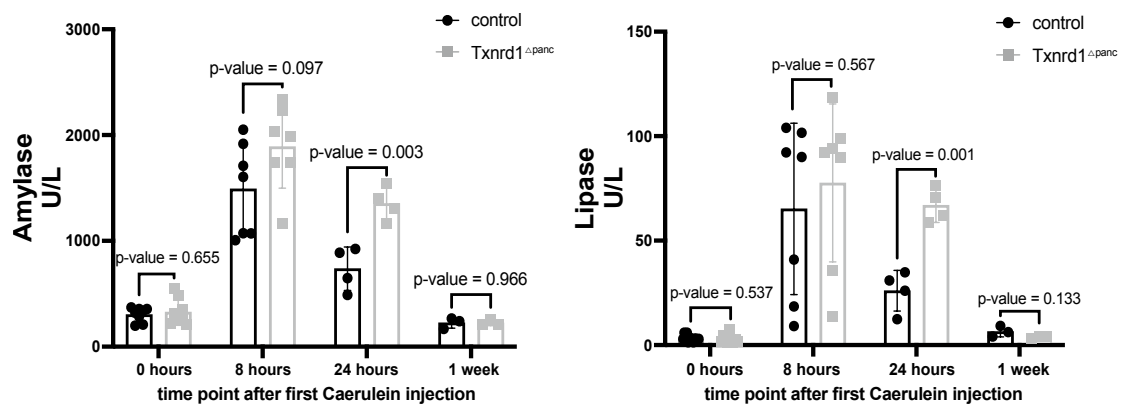 3000
2000
1000
0
Amylase
U/L
control
Txnrd1△panc
p-value = 0.655
p-value = 0.097
p-value = 0.003
p-value = 0.966
0 hours
8 hours
24 hours
1 week
time point after first Caerulein injection
150
100
50
0
Lipase
U/L
control
Txnrd1△panc
p-value = 0.537
p-value = 0.567
p-value = 0.001
p-value = 0.133
0 hours
8 hours
24 hours
1 week
time point after first Caerulein injection